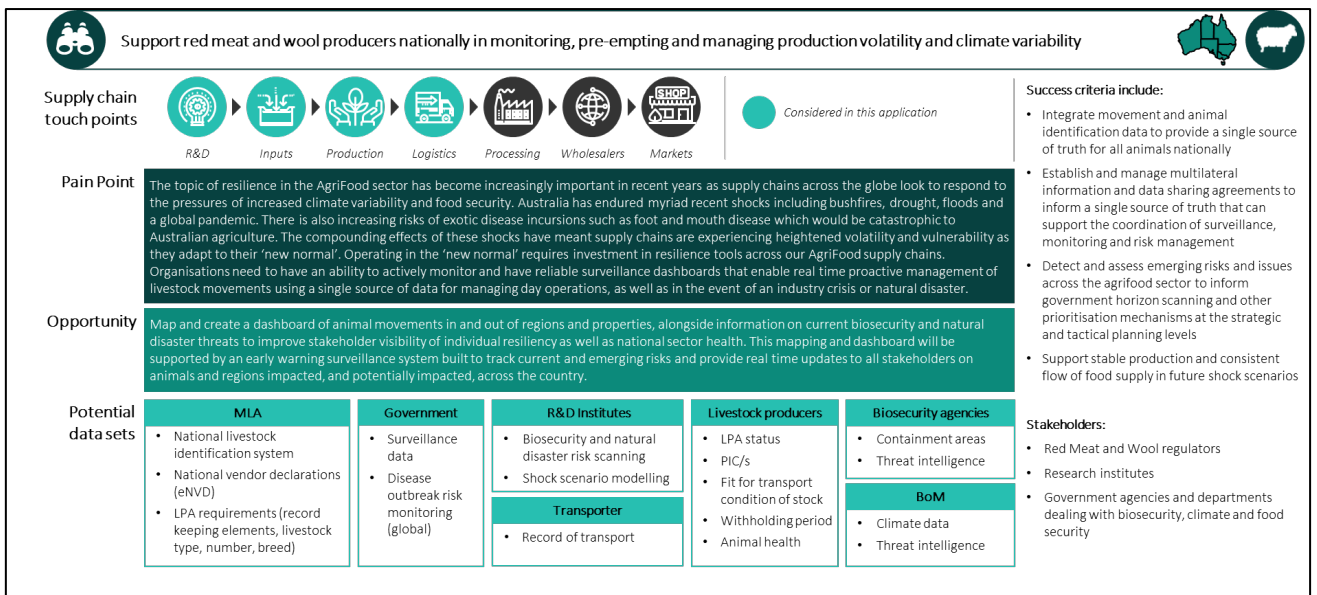 Support red meat and wool producers nationally in monitoring, pre-empting and managing production volatility and climate variability
Supply chain
touch points
SHOP
R&D
Inputs
Production
Logistics
Processing
Wholesalers
Markets
Considered in this application
Pain Point
The topic of resilience in the AgriFood sector has become increasingly important in recent years as supply chains across the globe look to respond to
the pressures of increased climate variability and food security. Australia has endured myriad recent shocks including bushfires, drought, floods and
a global pandemic. There is also increasing risks of exotic disease incursions such as foot and mouth disease which would be catastrophic to
Australian agriculture. The compounding effects of these shocks have meant supply chains are experiencing heightened volatility and vulnerability as
they adapt to their 'new normal'. Operating in the 'new normal' requires investment in resilience tools across our AgriFood supply chains.
Organisations need to have an ability to actively monitor and have reliable surveillance dashboards that enable real time proactive management of
livestock movements using a single source of data for managing day operations, as well as in the event of an industry crisis or natural disaster.
Opportunity
Map and create a dashboard of animal movements in and out of regions and properties, alongside information on current biosecurity and natural
disaster threats to improve stakeholder visibility of individual resiliency as well as national sector health. This mapping and dashboard will be
supported by an early warning surveillance system built to track current and emerging risks and provide real time updates to all stakeholders on
animals and regions impacted, and potentially impacted, across the country.
Potential
data sets
MLA
• National livestock
identification system
• National vendor declarations
(eNVD)
• LPA requirements (record
keeping elements, livestock
type, number, breed)
Government
• Surveillance
data
• Disease
outbreak risk
monitoring
(global)
R&D Institutes
• Biosecurity and natural
disaster risk scanning
• Shock scenario modelling
Transporter
• Record of transport
Livestock producers
• LPA status
• PIC/s
• Fit for transport
condition of stock
• Withholding period
• Animal health
Biosecurity agencies
• Containment areas
• Threat intelligence
BoM
• Climate data
• Threat intelligence
Success criteria include:
• Integrate movement and animal
identification data to provide a single source
of truth for all animals nationally
• Establish and manage multilateral
information and data sharing agreements to
inform a single source of truth that can
support the coordination of surveillance,
monitoring and risk management
• Detect and assess emerging risks and issues
across the agrifood sector to inform
government horizon scanning and other
prioritisation mechanisms at the strategic
and tactical planning levels
• Support stable production and consistent
flow of food supply in future shock scenarios
Stakeholders:
• Red Meat and Wool regulators
• Research institutes
• Government agencies and departments
dealing with biosecurity, climate and food
security